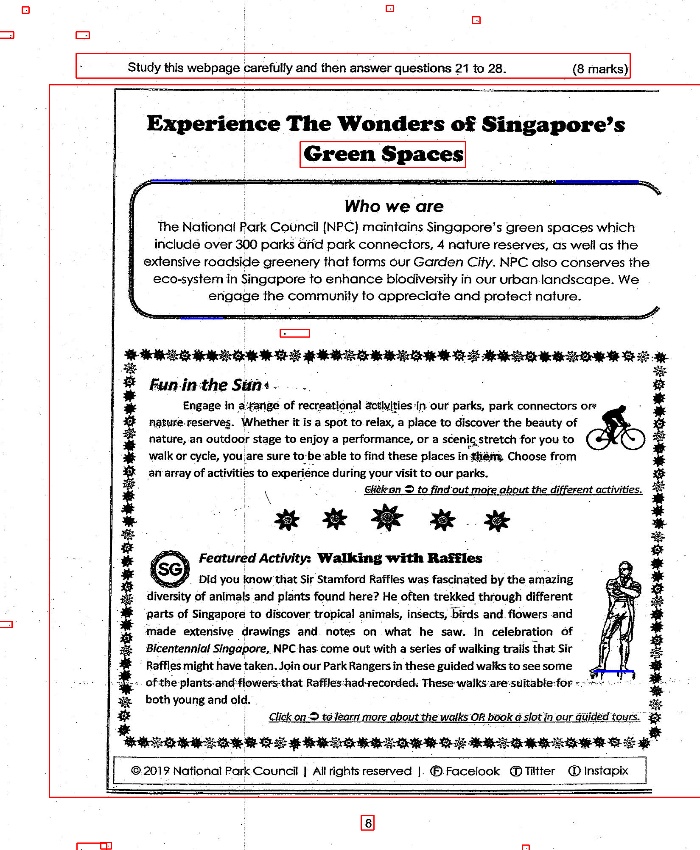 Study this webpage carefully and then answer questions 21 to 28. (8 marks)
Experience The Wonders of Singapore's
Green Spaces
Who we are
The National Park Council (NPC) maintains Singapore's green spaces which
include over 300 parks and park connectors, 4 nature reserves, as well as the
extensive roadside greenery that forms our Garden City. NPC also conserves the
eco-system in Singapore to enhance biodiversity in our urban landscape. We
engage the community to appreciate and protect nature.
Fun in the Sun
Engage in a range of recreational activities in our parks, park connectors or
nature reserves. Whether it is a spot to relax, a place to discover the beauty of
nature, an outdoor stage to enjoy a performance, or a scenic stretch for you to
walk or cycle, you are sure to be able to find these places in them. Choose from
an array of activities to experience during your visit to our parks.
Click on ➲ to find out more about the different activities.
SG
Featured Activity: Walking with Raffles
Did you know that Sir Stamford Raffles was fascinated by the amazing
diversity of animals and plants found here? He often trekked through different
parts of Singapore to discover tropical animals, insects, birds and flowers and
made extensive drawings and notes on what he saw. In celebration of
Bicentennial Singapore, NPC has come out with a series of walking trails that Sir
Raffles might have taken. Join our Park Rangers in these guided walks to see some
of the plants and flowers that Raffles had recorded. These walks are suitable for
both young and old.
Click on ➲ to learn more about the walks OR book a slot in our guided tours.
© 2019 National Park Council | All rights reserved | Ⓕ Facelook Ⓣ Tiltter Ⓘ Instapix
8